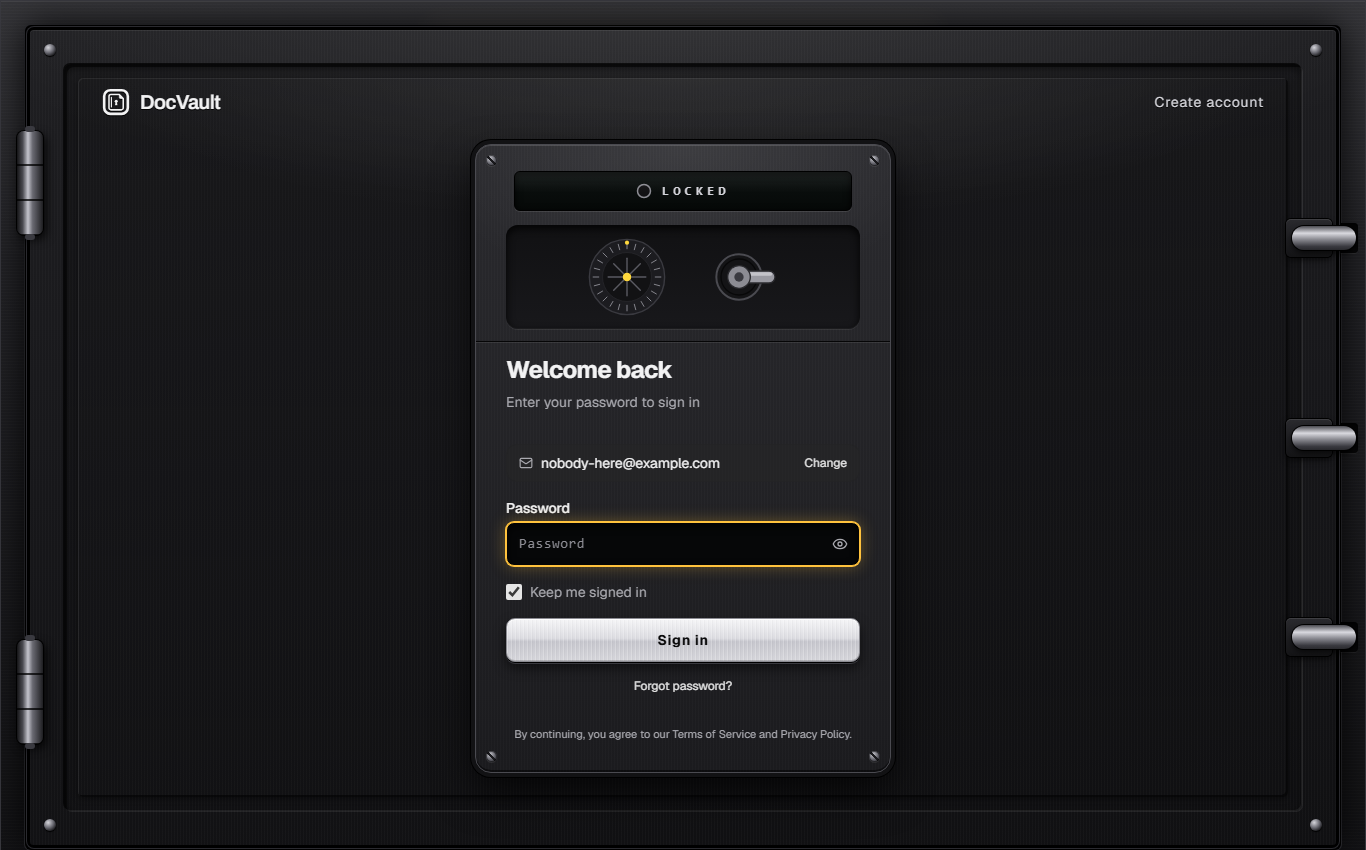 DocVault
Create account
LOCKED
Welcome back
Enter your password to sign in
nobody-here@example.com
Change
Password
Password
Keep me signed in
Sign in
Forgot password?
By continuing, you agree to our Terms of Service and Privacy Policy.